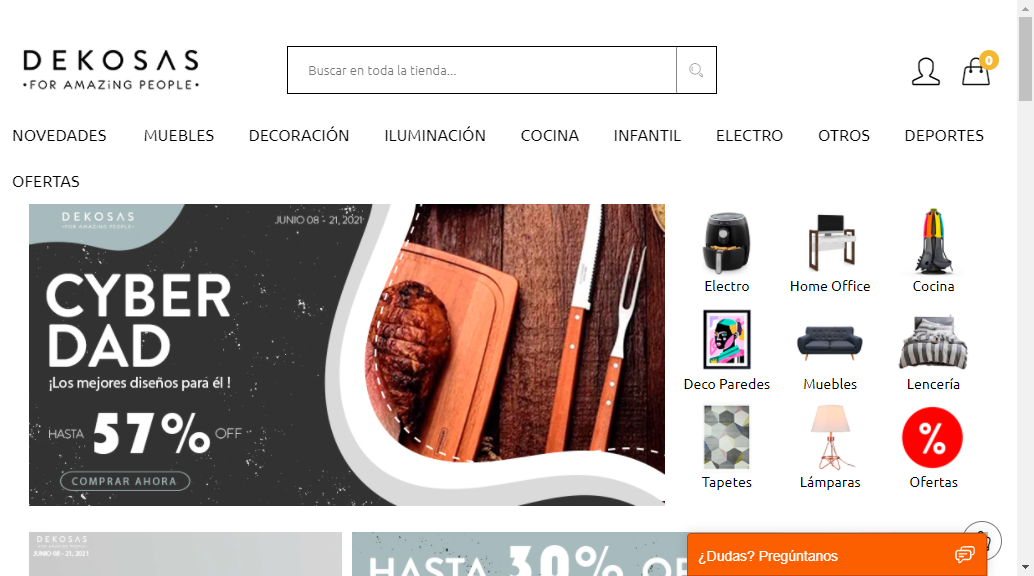 DEKOSAS
•FOR AMAZiNG PEOPLE•
Buscar en toda la tienda...
0
NOVEDADES MUEBLES DECORACIÓN ILUMINACIÓN COCINA INFANTIL ELECTRO OTROS DEPORTES
OFERTAS
DEKOSAS
•FOR AMAZiNG PEOPLE•
JUNIO 08 - 21, 2021
CYBER
DAD
¡Los mejores diseños para él !
HASTA 57% OFF
COMPRAR AHORA
Electro Home Office Cocina
Deco Paredes Muebles Lencería
%
Tapetes Lámparas Ofertas
DEKOSAS
JUNIO 08 - 21, 2021
HASTA 30% OF
¿Dudas? Pregúntanos